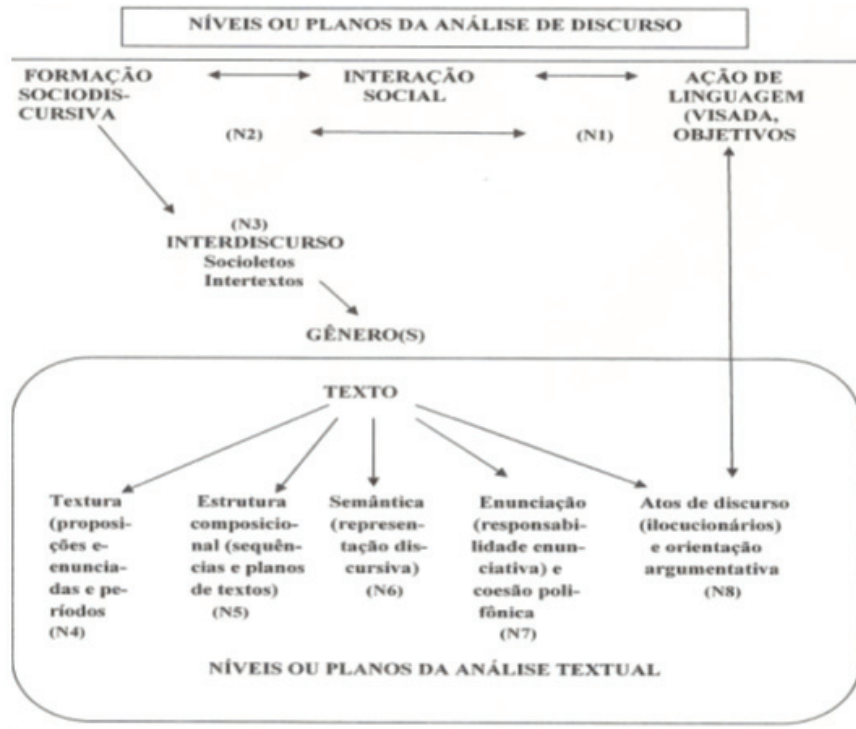 NÍVEIS OU PLANOS DA ANÁLISE DE DISCURSO
FORMAÇÃO
SOCIODIS-
CURSIVA
INTERAÇÃO
SOCIAL
AÇÃO DE
LINGUAGEM
(VISADA,
OBJETIVOS
(N2)
(N1)
(N3)
INTERDISCURSO
Socioletos
Intertextos
GÊNERO(S)
TEXTO
Textura
(proposi-
ções e-
nuncia-
das e pe-
ríodos
(N4)
Estrutura
composicio-
nal (sequên-
cias e planos
de textos)
(N5)
Semântica
(represen-
tação dis-
cursiva)
(N6)
Enunciação
(responsabi-
lidade enun-
ciativa) e
coesão poli-
fônica
(N7)
Atos de discurso
(ilocucionários)
e orientação
argumentativa
(N8)
NÍVEIS OU PLANOS DA ANÁLISE TEXTUAL